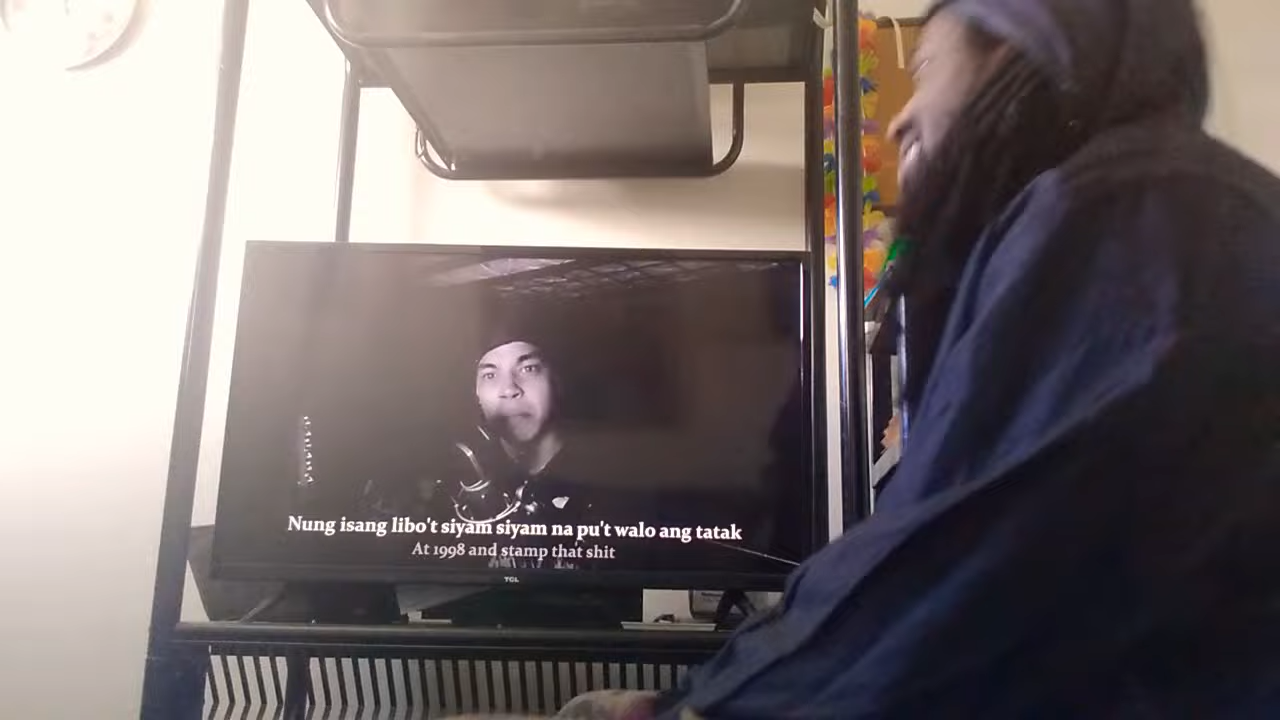 Nung isang libo't siyam siyam na pu't walo ang tatak
At 1998 and stamp that shit
TCL